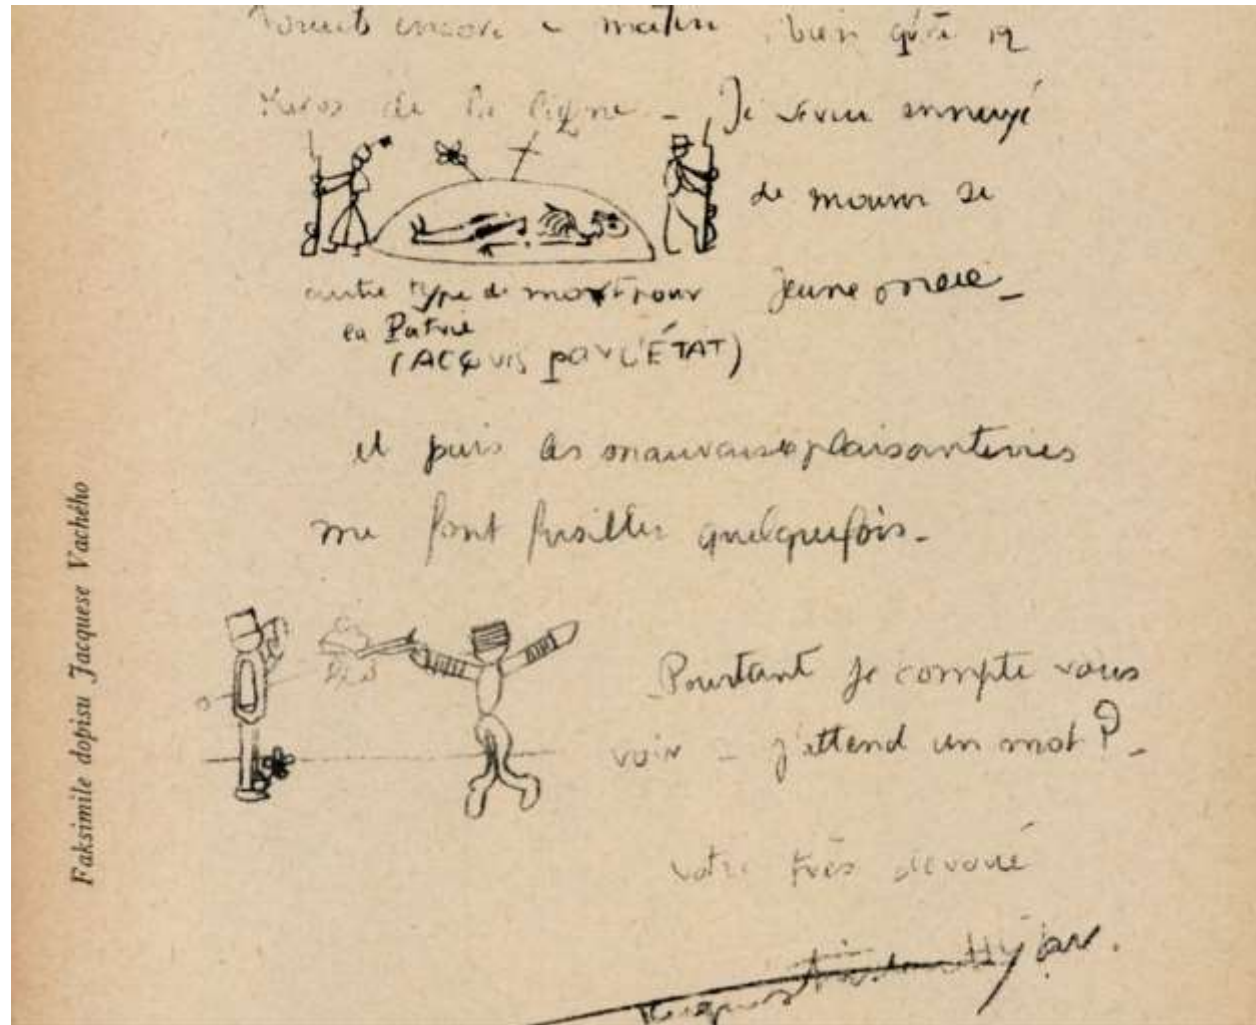 encore ce matin, bien qu'à 12
Kilos de la ligne - Je serai ennuyé
de mourir si
jeune
autre type de mort pour
la Patrie
(ACQUIS par L'ÉTAT)
et puis les mauvaises plaisanteries
me font fusiller quelquefois.
Pourtant je compte vous
voir - j'attend un mot ?-
votre très dévoué
Faksimile dopisu Jacquese Vachého